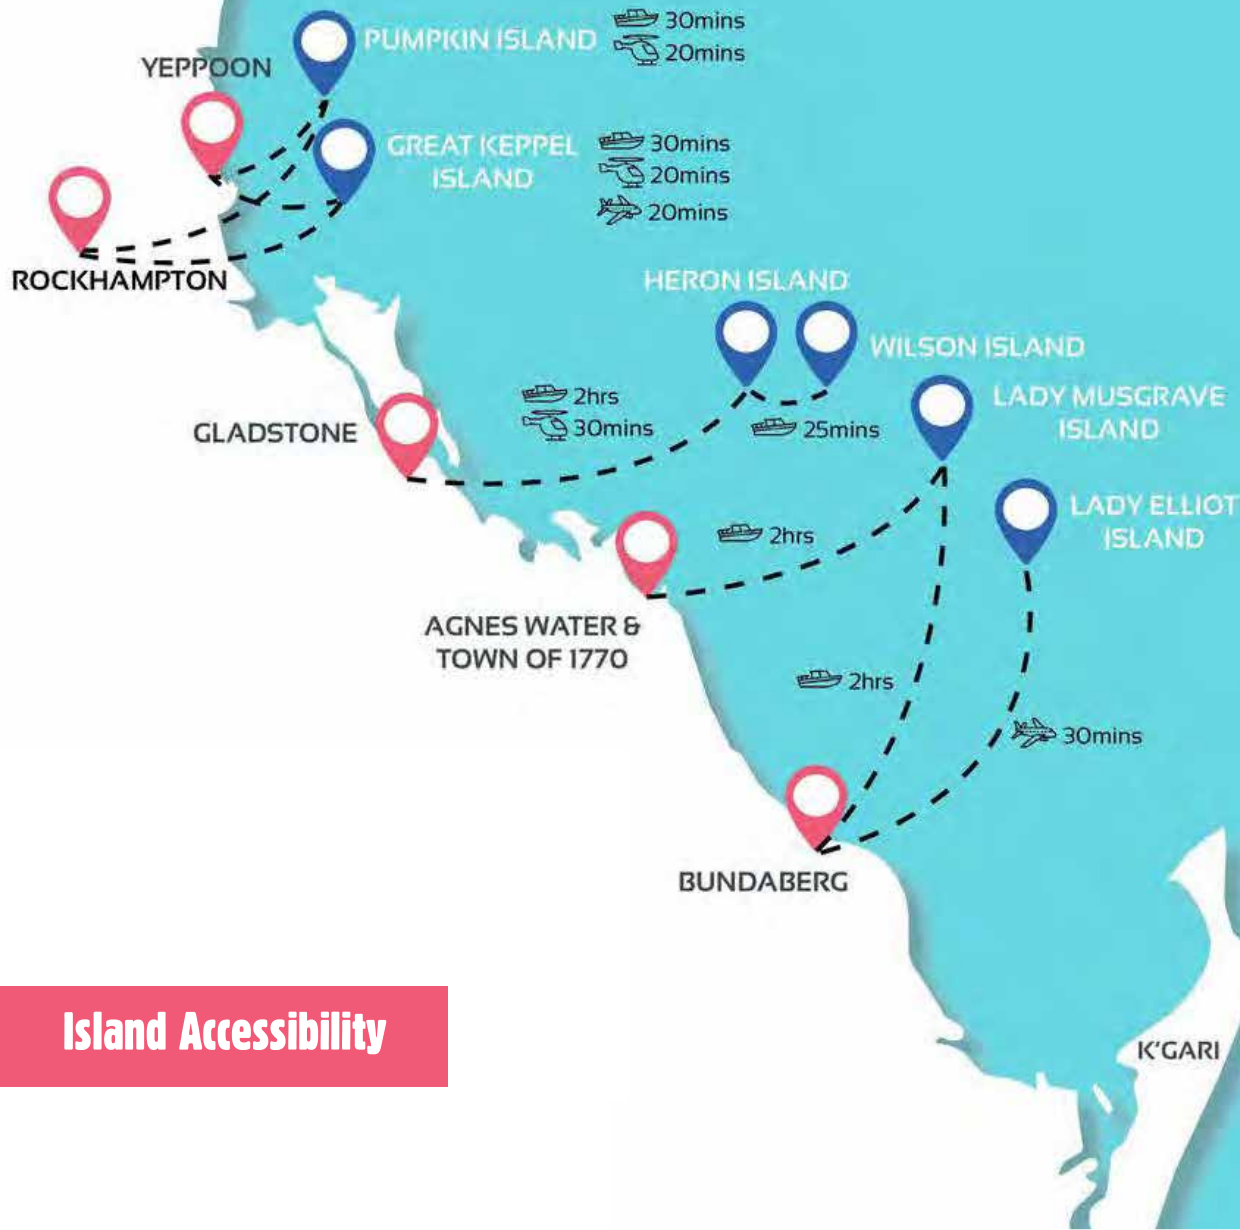 PUMPKIN ISLAND
30mins
20mins
YEPPOON
GREAT KEPPEL
ISLAND
30mins
20mins
20mins
ROCKHAMPTON
HERON ISLAND
WILSON ISLAND
2hrs
30mins
25mins
LADY MUSGRAVE
ISLAND
GLADSTONE
LADY ELLIOT
ISLAND
2hrs
AGNES WATER &
TOWN OF 1770
2hrs
30mins
BUNDABERG
Island Accessibility
K'GARI